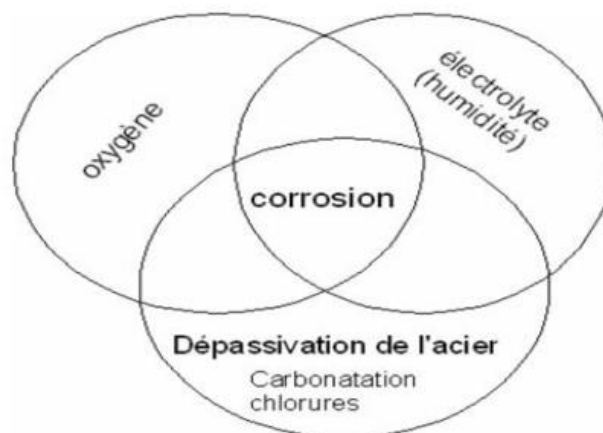 oxygène
électrolyte
(humidité)
corrosion
Dépassivation de l'acier
Carbonatation
chlorures